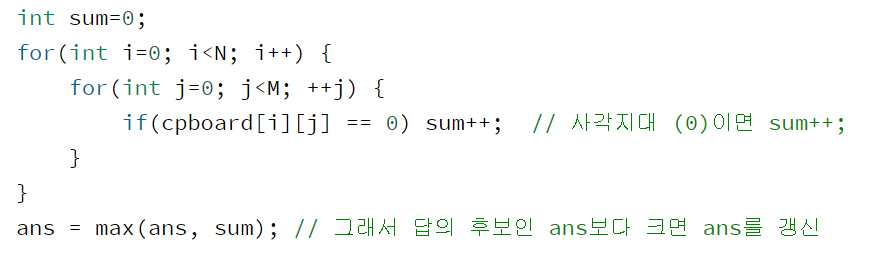 int sum=0;
for(int i=0; i<N; i++) {
    for(int j=0; j<M; ++j) {
        if(cpboard[i][j] == 0) sum++;  // 사각지대 (0)이면 sum++;
    }
}
ans = max(ans, sum); // 그래서 답의 후보인 ans보다 크면 ans를 갱신